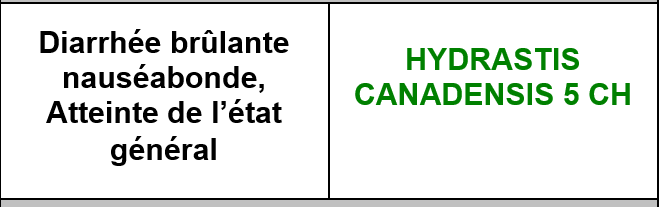 Diarrhée brûlante
nauséabonde,
Atteinte de l’état
général
HYDRASTIS
CANADENSIS 5 CH